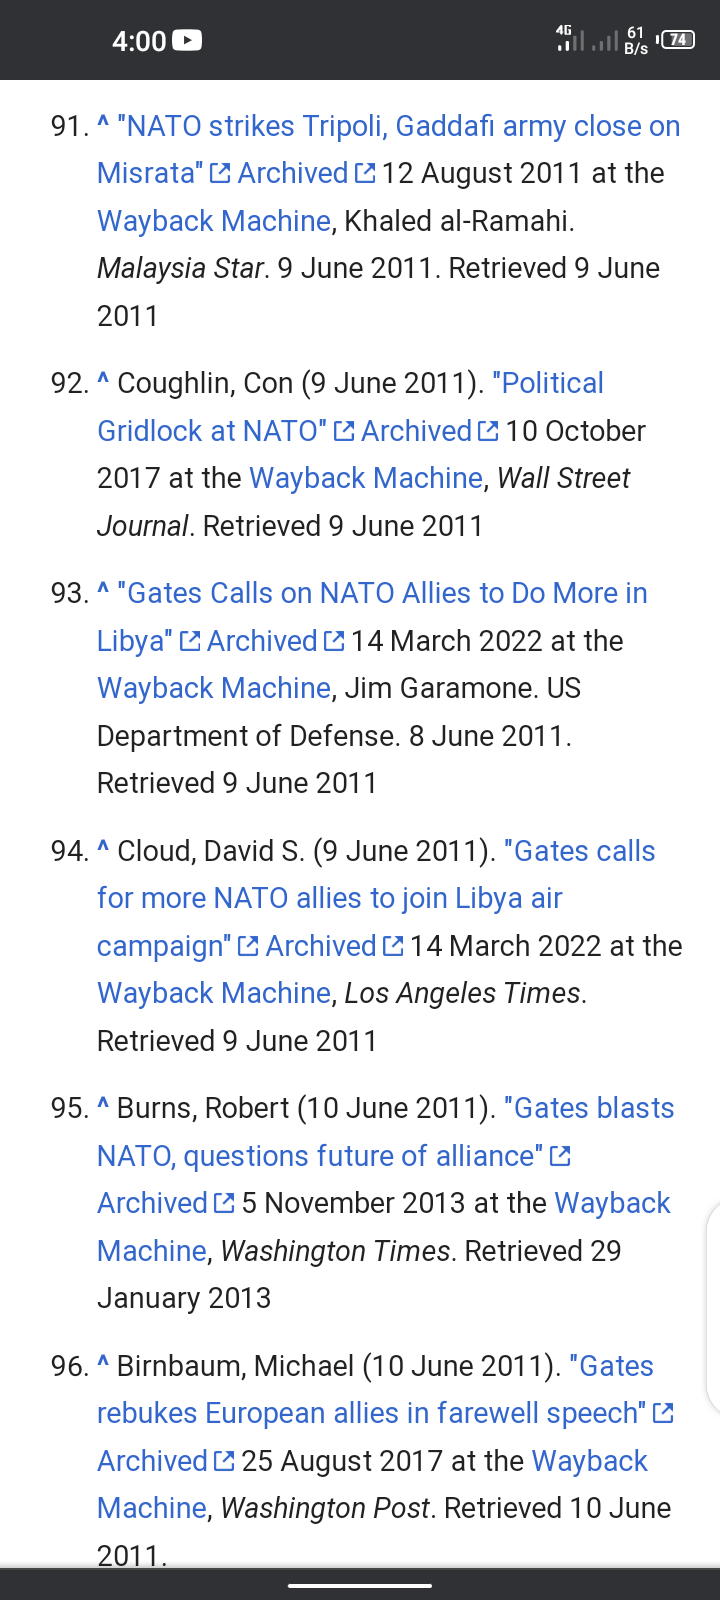 4:00
4G 61 B/s 74
91. ^ "NATO strikes Tripoli, Gaddafi army close on
Misrata" Archived 12 August 2011 at the
Wayback Machine, Khaled al-Ramahi.
Malaysia Star. 9 June 2011. Retrieved 9 June
2011
92. ^ Coughlin, Con (9 June 2011). "Political
Gridlock at NATO" Archived 10 October
2017 at the Wayback Machine, Wall Street
Journal. Retrieved 9 June 2011
93. ^ "Gates Calls on NATO Allies to Do More in
Libya" Archived 14 March 2022 at the
Wayback Machine, Jim Garamone. US
Department of Defense. 8 June 2011.
Retrieved 9 June 2011
94. ^ Cloud, David S. (9 June 2011). "Gates calls
for more NATO allies to join Libya air
campaign" Archived 14 March 2022 at the
Wayback Machine, Los Angeles Times.
Retrieved 9 June 2011
95. ^ Burns, Robert (10 June 2011). "Gates blasts
NATO, questions future of alliance"
Archived 5 November 2013 at the Wayback
Machine, Washington Times. Retrieved 29
January 2013
96. ^ Birnbaum, Michael (10 June 2011). "Gates
rebukes European allies in farewell speech"
Archived 25 August 2017 at the Wayback
Machine, Washington Post. Retrieved 10 June
2011.